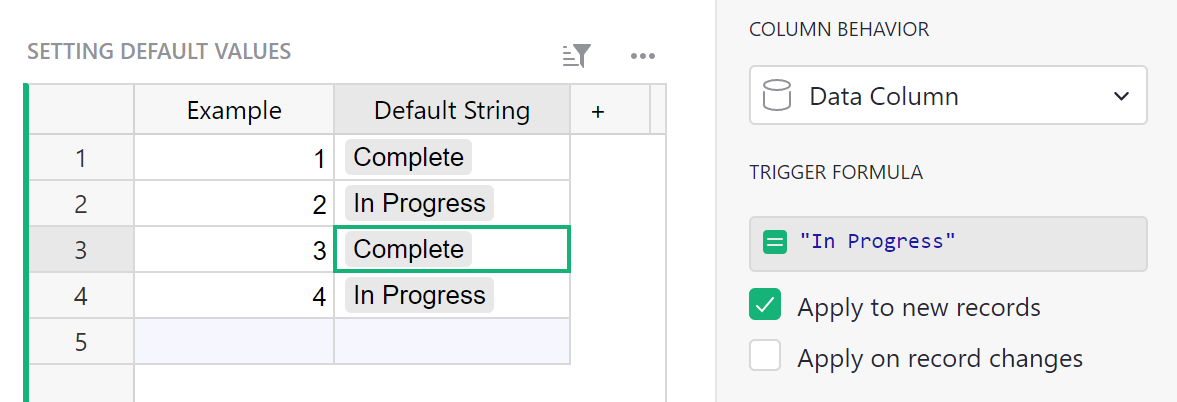 SETTING DEFAULT VALUES
Example Default String +
1 1 Complete
2 2 In Progress
3 3 Complete
4 4 In Progress
5
COLUMN BEHAVIOR
Data Column
TRIGGER FORMULA
= "In Progress"
Apply to new records
Apply on record changes